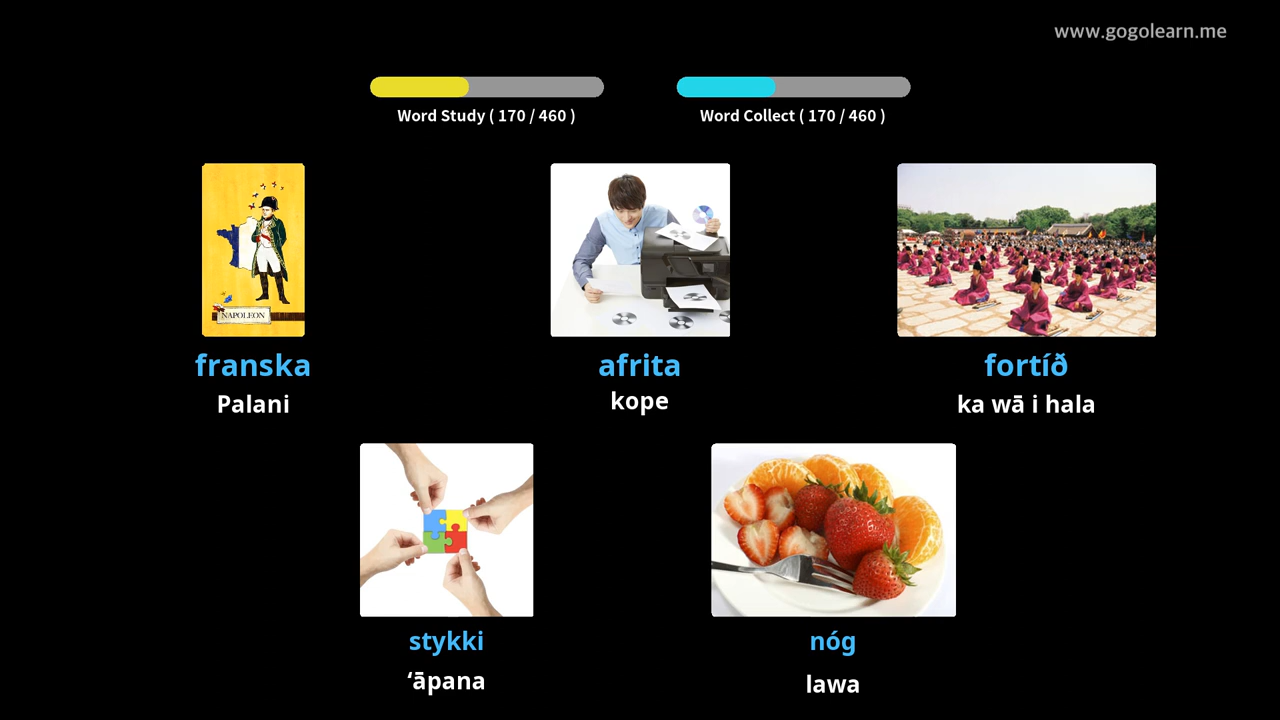 www.gogolearn.me
Word Study ( 170 / 460 )
Word Collect ( 170 / 460 )
NAPOLEON
franska
afrita
fortíð
Palani
kope
ka wā i hala
stykki
nóg
ʻāpana
lawa